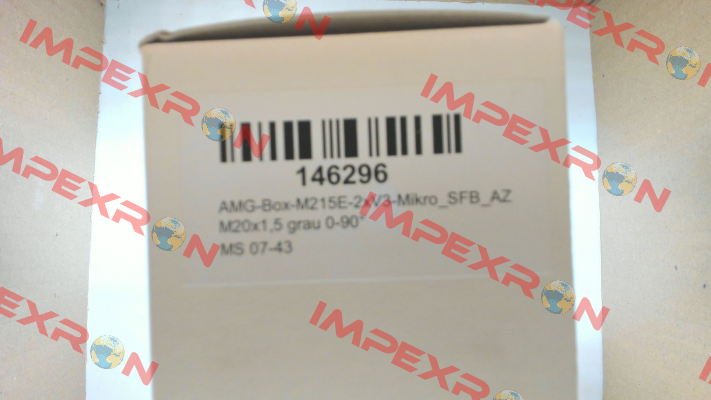 146296
AMG-Box-M215E-2xV3-Mikro_SFB_AZ
M20x1,5 grau 0-90°
MS 07-43
IMPEXRON
IMPEXRON
IMPEXRON
IMPEXRON
IMPEXRON
IMPEXRON
IMPEXRON